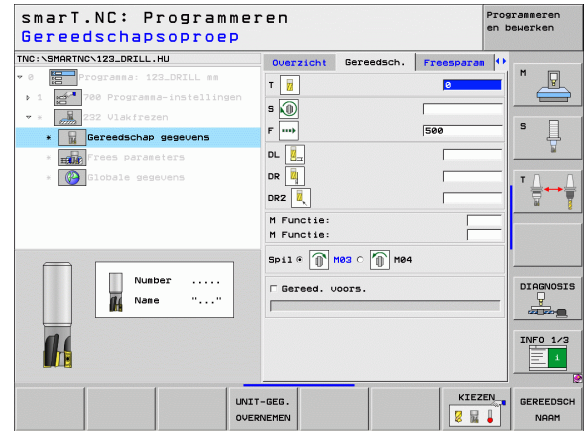 smarT.NC: Programmeren
Gereedschapsoproep
Programmeren
en bewerken
TNC:\SMARTNC\123_DRILL.HU
0 Programma: 123_DRILL mm
1 700 Programma-instellingen
* 232 Vlakfrezen
* Gereedschap gegevens
* Frees parameters
* Globale gegevens
Overzicht Gereedsch. Freesparam
T 0
S
F 500
DL
DR
DR2
M Functie:
M Functie:
Spil M03 M04
Gereed. voors.
Number .....
Name "..."
M
S
T
DIAGNOSIS
INFO 1/3
UNIT-GEG.
OVERNEMEN
KIEZEN
GEREEDSCH
NAAM